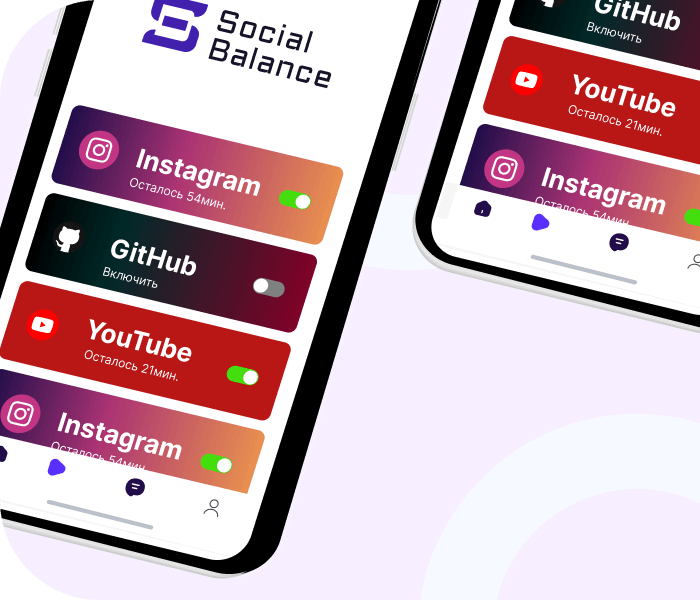 Social
Balance
Instagram
Осталось 54мин.
GitHub
Включить
YouTube
Осталось 21мин.
Instagram
Осталось 54мин.
GitHub
Включить
YouTube
Осталось 21мин.
Instagram
Осталось 54мин.